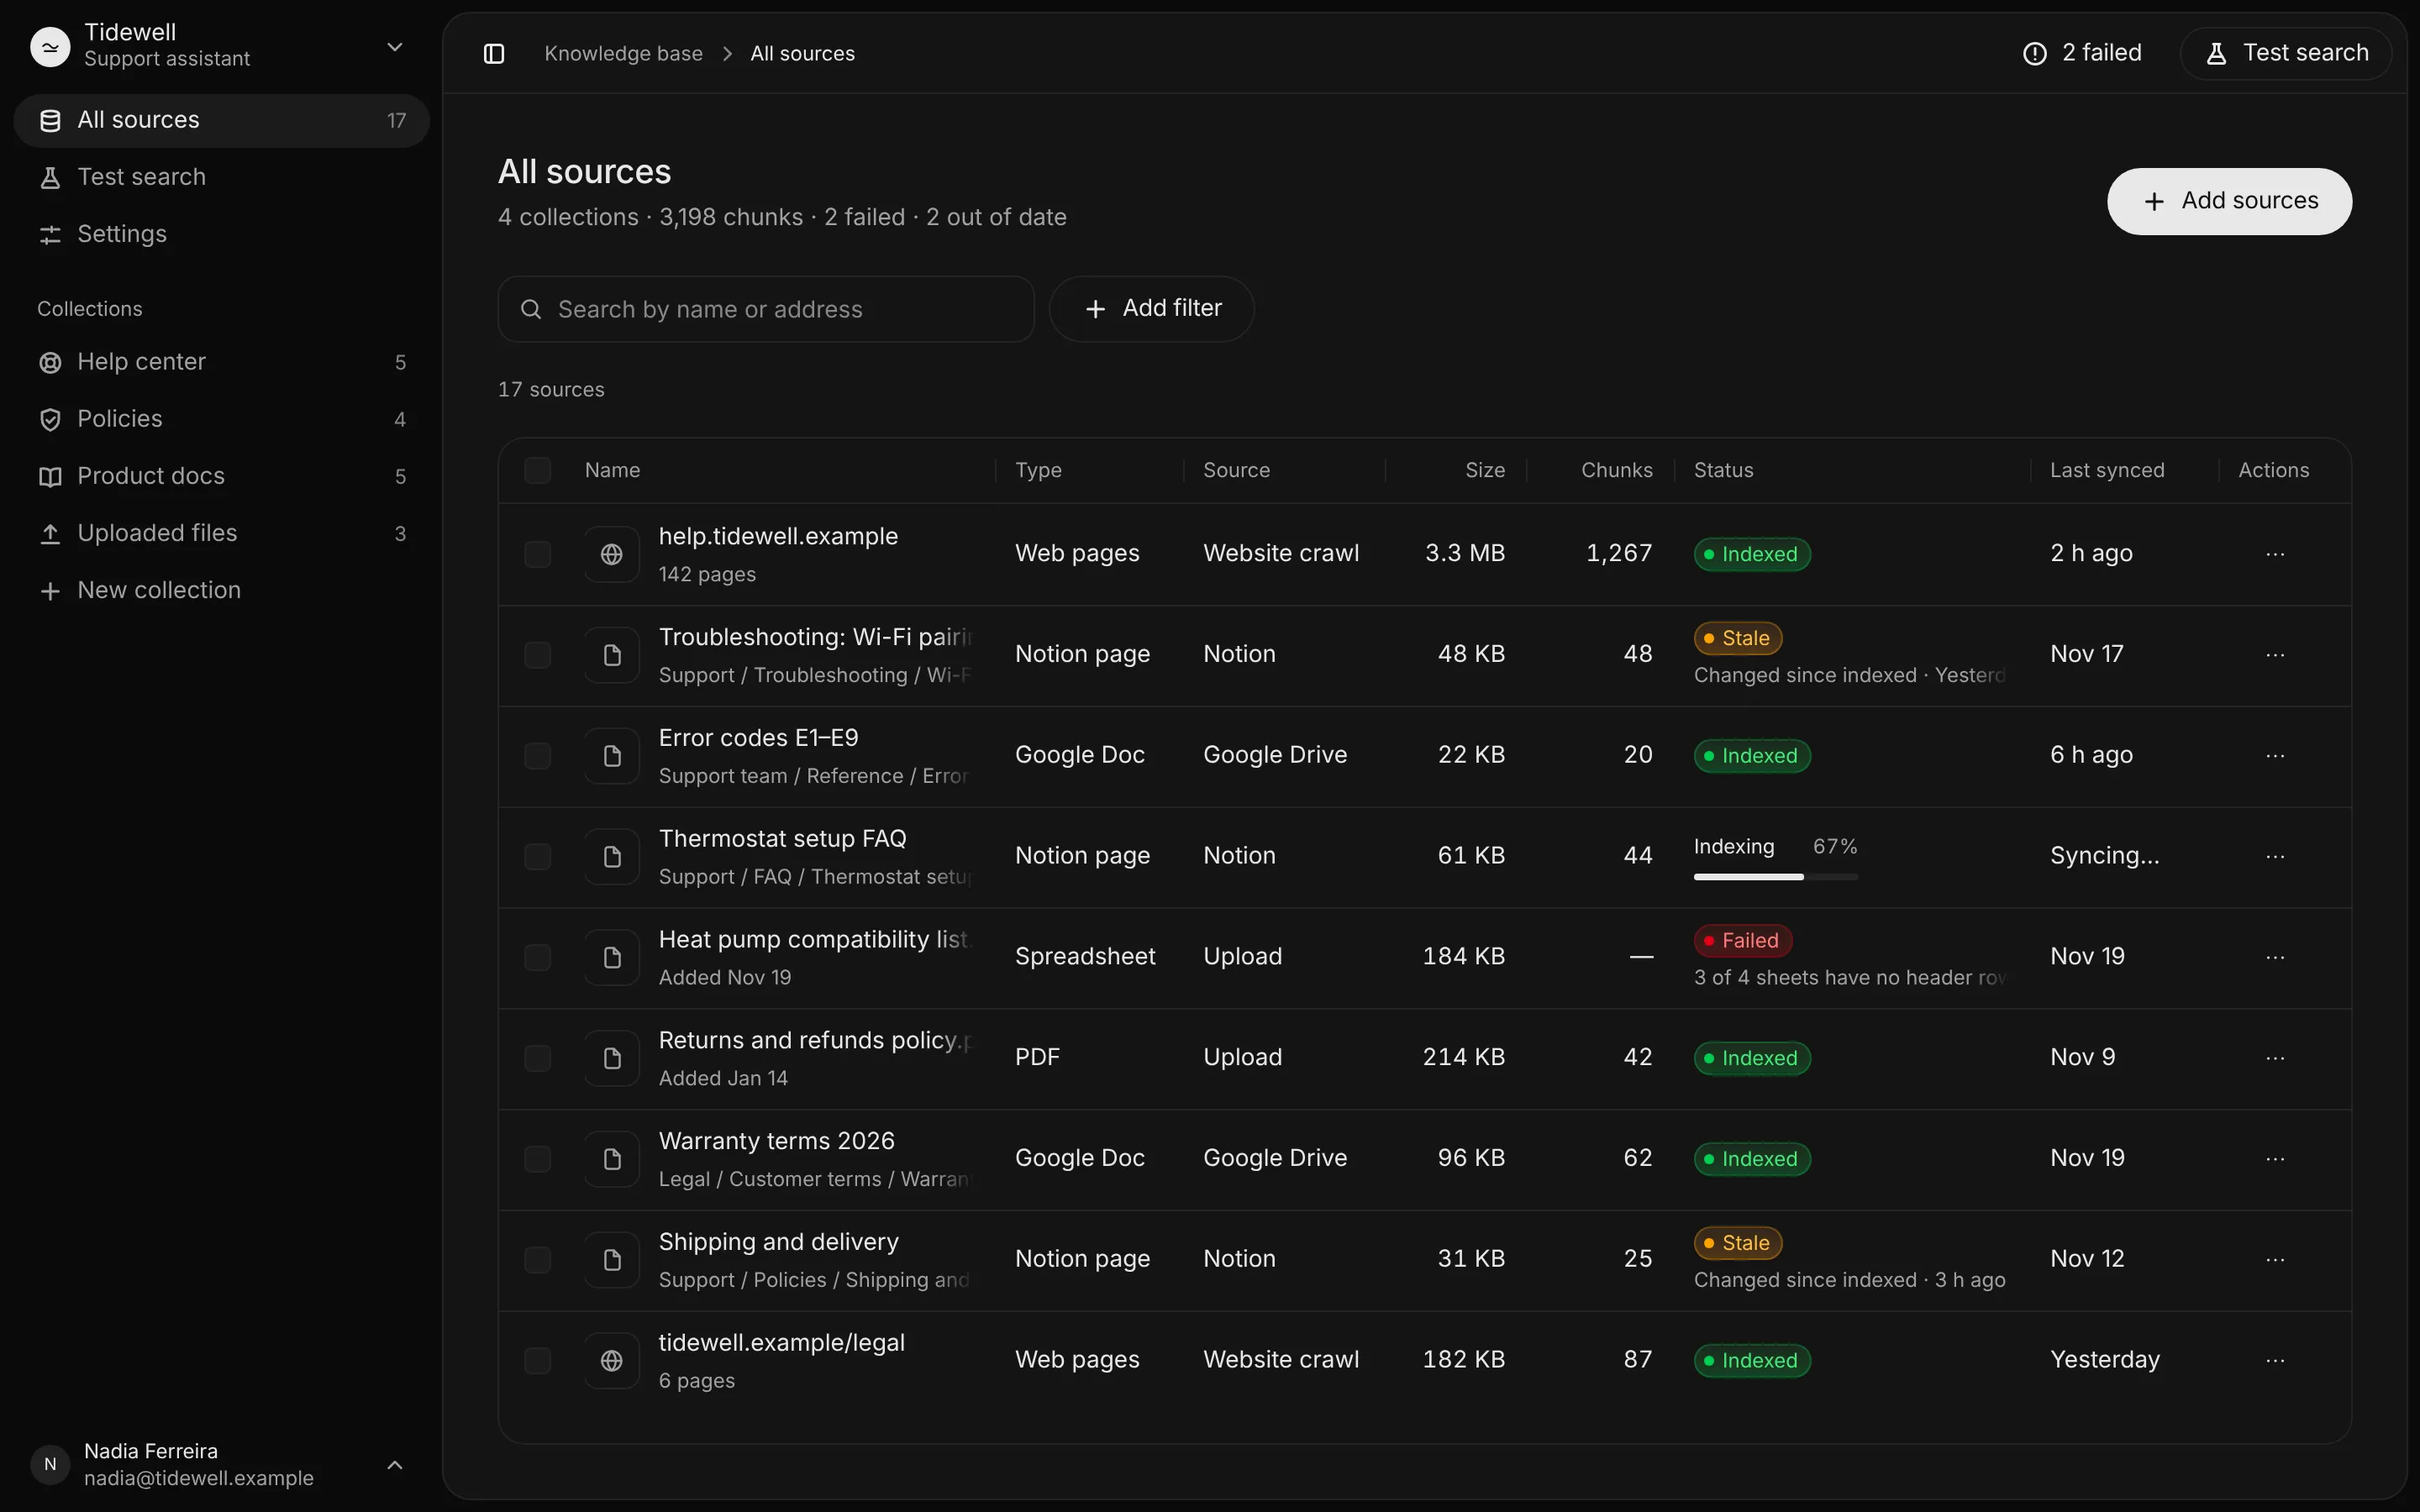 Tidewell
Support assistant
All sources 17
Test search
Settings
Collections
Help center 5
Policies 4
Product docs 5
Uploaded files 3
New collection
Nadia Ferreira
N
nadia@tidewell.example
Knowledge base > All sources
2 failed
Test search
All sources
4 collections · 3,198 chunks · 2 failed · 2 out of date
Add sources
Search by name or address
Add filter
17 sources
Name Type Source Size Chunks Status Last synced Actions
help.tidewell.example
142 pages
Web pages Website crawl 3.3 MB 1,267 Indexed 2 h ago
Troubleshooting: Wi-Fi pairin
Support / Troubleshooting / Wi-F
Notion page Notion 48 KB 48 Stale
Changed since indexed · Yesterd
Nov 17
Error codes E1–E9
Support team / Reference / Error
Google Doc Google Drive 22 KB 20 Indexed 6 h ago
Thermostat setup FAQ
Support / FAQ / Thermostat setup
Notion page Notion 61 KB 44 Indexing 67% Syncing...
Heat pump compatibility list.
Added Nov 19
Spreadsheet Upload 184 KB — Failed
3 of 4 sheets have no header row
Nov 19
Returns and refunds policy.p
Added Jan 14
PDF Upload 214 KB 42 Indexed Nov 9
Warranty terms 2026
Legal / Customer terms / Warran
Google Doc Google Drive 96 KB 62 Indexed Nov 19
Shipping and delivery
Support / Policies / Shipping and
Notion page Notion 31 KB 25 Stale
Changed since indexed · 3 h ago
Nov 12
tidewell.example/legal
6 pages
Web pages Website crawl 182 KB 87 Indexed Yesterday